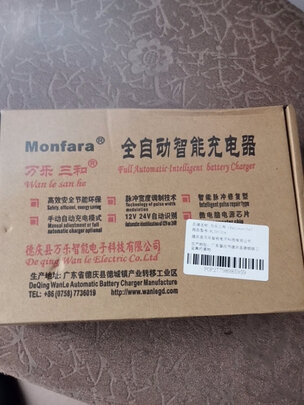 Monfara®
全自动智能充电器
万乐 三和®
Wan le san he
Full Automatic Intelligent battery Charger
高效安全节能环保
Safety, efficient, energy saving
脉冲宽度调制技术
Technology of pulse width
智能脉冲修复型
Intelligent pulse repair type
手动自动充电模式
Manual adjustment or full
12V 24V自动识别
Automatic identification of 12V or 24V
微电脑电源芯片
德庆县万乐智能电子科技有限公司
De qing Wan le Electric Co.Ltd
生产地址:广东省德庆县德城镇产业转移工业区
DeQing WanLe Automatic Battery Charger Manufacture
TEL:+86 (0758) 7736019
www.wanlegd.com